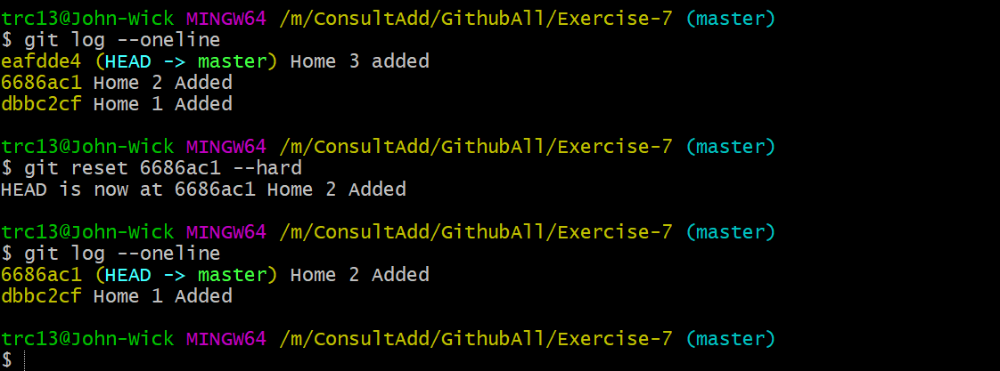 trc13@John-Wick MINGW64 /m/ConsultAdd/GithubAll/Exercise-7 (master)
$ git log --oneline
eafdde4 (HEAD -> master) Home 3 added
6686ac1 Home 2 Added
dbbc2cf Home 1 Added
trc13@John-Wick MINGW64 /m/ConsultAdd/GithubAll/Exercise-7 (master)
$ git reset 6686ac1 --hard
HEAD is now at 6686ac1 Home 2 Added
trc13@John-Wick MINGW64 /m/ConsultAdd/GithubAll/Exercise-7 (master)
$ git log --oneline
6686ac1 (HEAD -> master) Home 2 Added
dbbc2cf Home 1 Added
trc13@John-Wick MINGW64 /m/ConsultAdd/GithubAll/Exercise-7 (master)
$